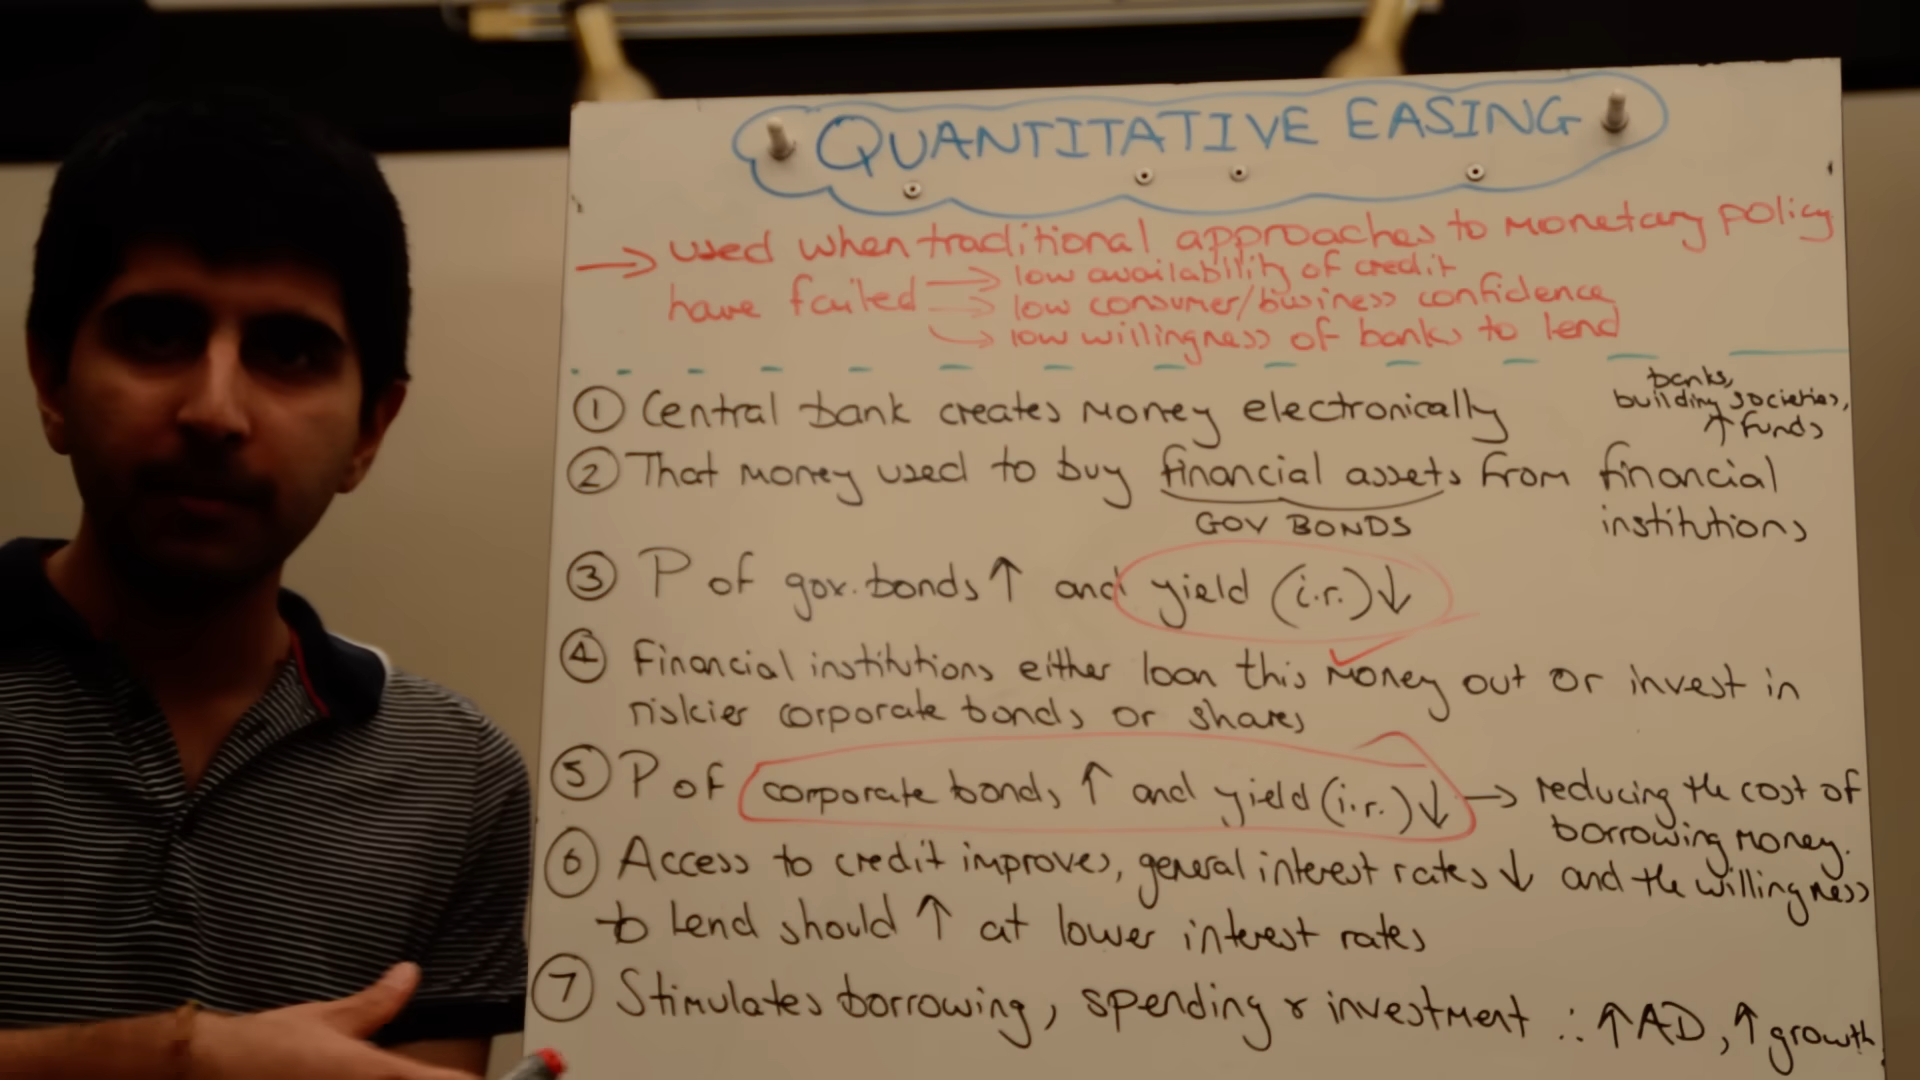 QUANTITATIVE EASING
→ used when traditional approaches to monetary policy
have failed → low availability of credit
→ low consumer/business confidence
→ low willingness of banks to lend
① Central bank creates money electronically
banks,
building societies,
↑ funds
② That money used to buy financial assets from financial
institutions
GOV BONDS
③ P of gov. bonds ↑ and yield (i.r.) ↓
④ Financial institutions either loan this money out or invest in
riskier corporate bonds or shares
⑤ P of corporate bonds ↑ and yield (i.r.) ↓ → reducing the cost of
borrowing money.
⑥ Access to credit improves, general interest rates ↓ and the willingness
to lend should ↑ at lower interest rates
⑦ Stimulates borrowing, spending & investment ∴ ↑AD, ↑ growth